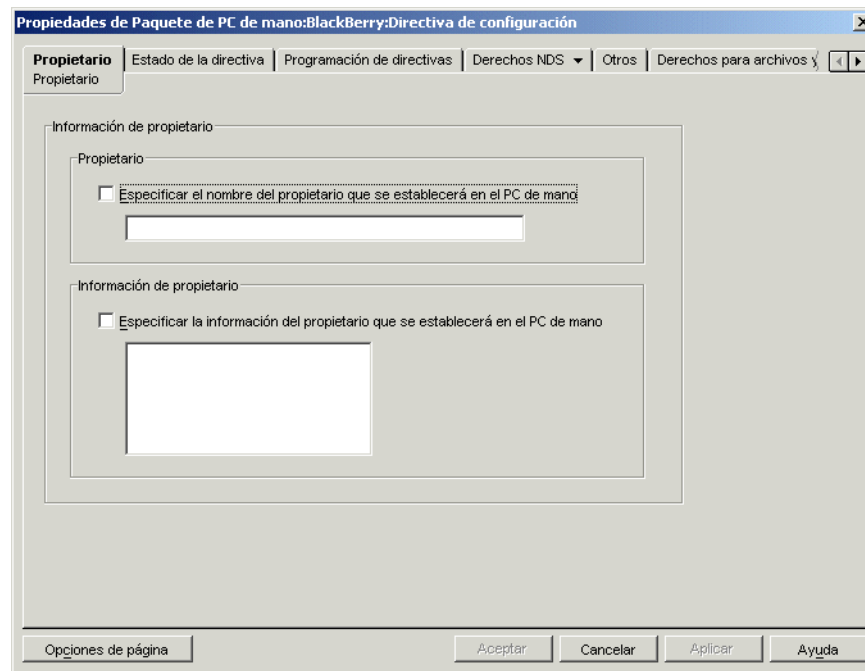 Propiedades de Paquete de PC de mano:BlackBerry:Directiva de configuración
Propietario Estado de la directiva Programación de directivas Derechos NDS Otros Derechos para archivos
Propietario
Información de propietario
Propietario
Especificar el nombre del propietario que se establecerá en el PC de mano
Información de propietario
Especificar la información del propietario que se establecerá en el PC de mano
Opciones de página Aceptar Cancelar Aplicar Ayuda